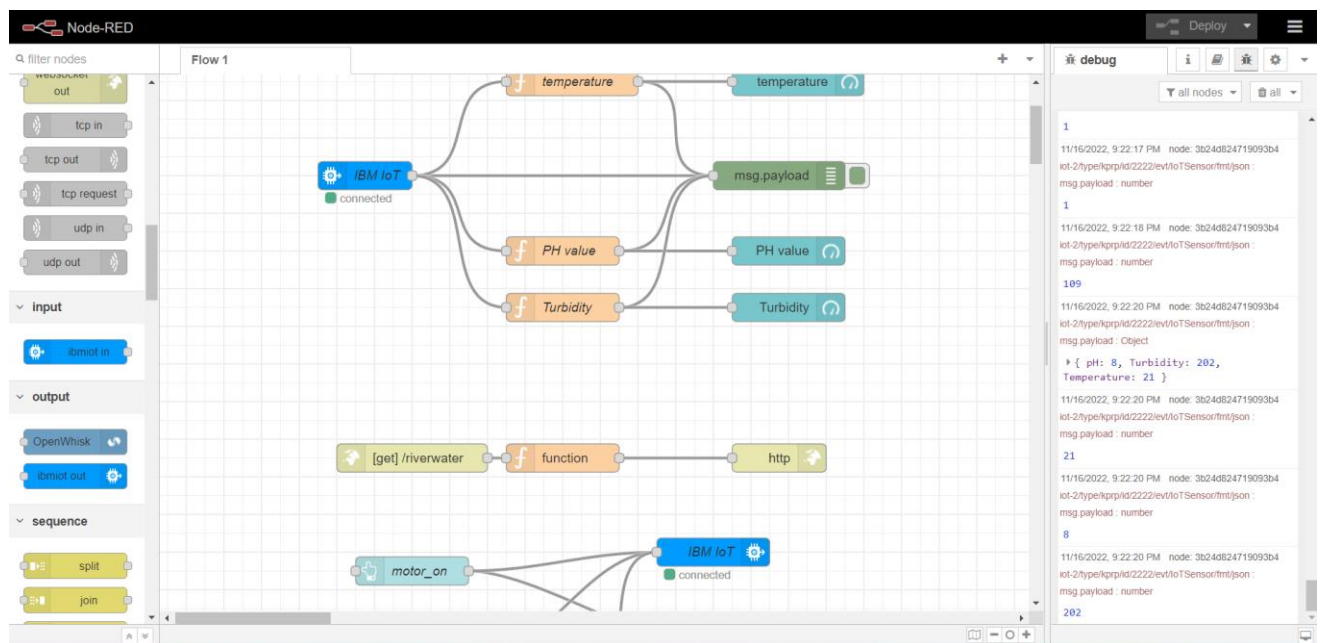 Node-RED
Deploy
filter nodes
websocket
out
tcp in
tcp out
tcp request
udp in
udp out
input
ibmiot in
output
OpenWhisk
ibmiot out
sequence
split
join
Flow 1
temperature
temperature
IBM IoT
connected
msg.payload
PH value
PH value
Turbidity
Turbidity
[get] /riverwater
function
http
motor_on
IBM IoT
connected
debug
i
all nodes
all
1
11/16/2022, 9:22:17 PM node: 3b24d824719093b4
iot-2/type/kprp/id/2222/evt/IoTSensor/fmt/json :
msg.payload : number
1
11/16/2022, 9:22:18 PM node: 3b24d824719093b4
iot-2/type/kprp/id/2222/evt/IoTSensor/fmt/json :
msg.payload : number
109
11/16/2022, 9:22:20 PM node: 3b24d824719093b4
iot-2/type/kprp/id/2222/evt/IoTSensor/fmt/json :
msg.payload : Object
{ pH: 8, Turbidity: 202,
Temperature: 21 }
11/16/2022, 9:22:20 PM node: 3b24d824719093b4
iot-2/type/kprp/id/2222/evt/IoTSensor/fmt/json :
msg.payload : number
21
11/16/2022, 9:22:20 PM node: 3b24d824719093b4
iot-2/type/kprp/id/2222/evt/IoTSensor/fmt/json :
msg.payload : number
8
11/16/2022, 9:22:20 PM node: 3b24d824719093b4
iot-2/type/kprp/id/2222/evt/IoTSensor/fmt/json :
msg.payload : number
202